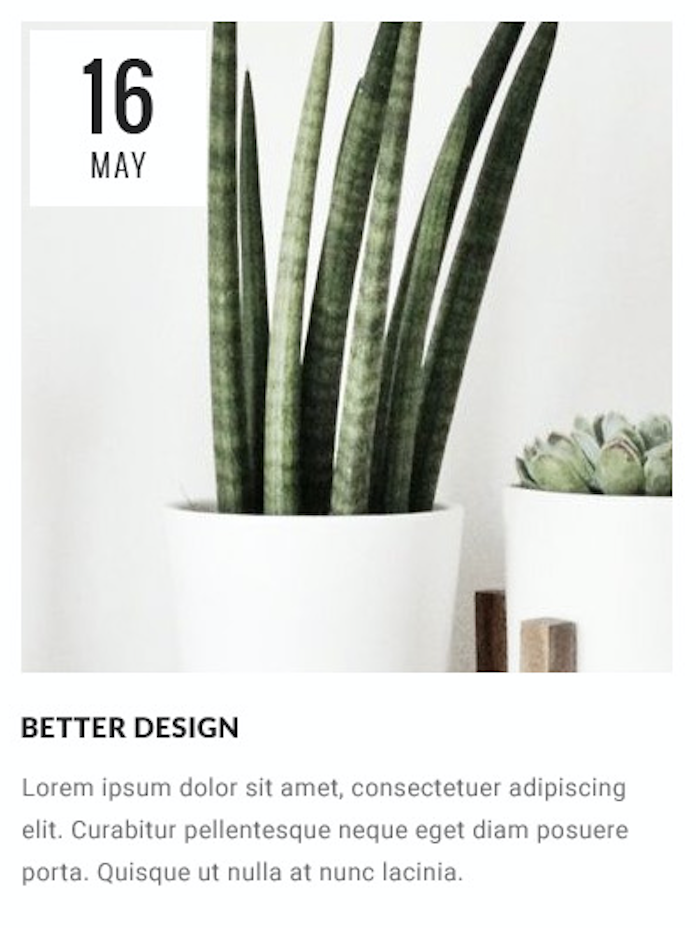 16
MAY
BETTER DESIGN
Lorem ipsum dolor sit amet, consectetuer adipiscing
elit. Curabitur pellentesque neque eget diam posuere
porta. Quisque ut nulla at nunc lacinia.